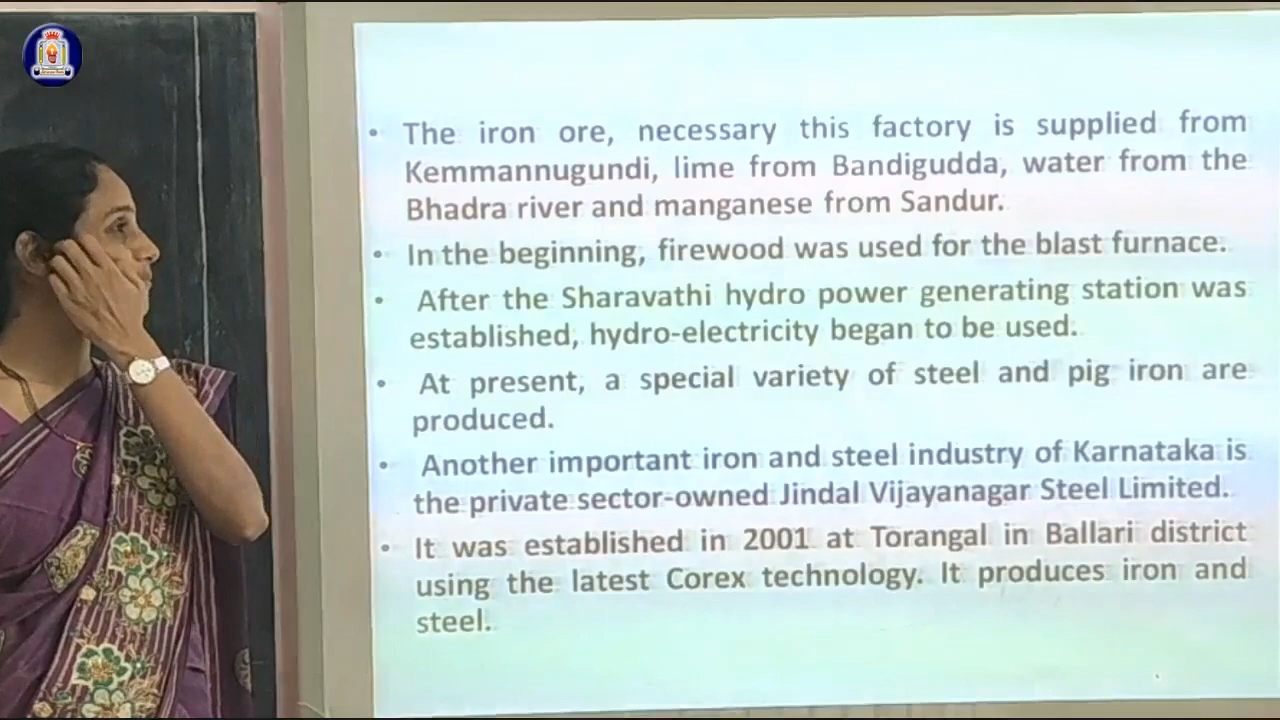 • The iron ore, necessary this factory is supplied from
Kemmannugundi, lime from Bandigudda, water from the
Bhadra river and manganese from Sandur.
• In the beginning, firewood was used for the blast furnace.
• After the Sharavathi hydro power generating station was
established, hydro-electricity began to be used.
• At present, a special variety of steel and pig iron are
produced.
• Another important iron and steel industry of Karnataka is
the private sector-owned Jindal Vijayanagar Steel Limited.
• It was established in 2001 at Torangal in Ballari district
using the latest Corex technology. It produces iron and
steel.